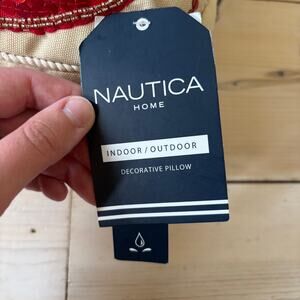 NAUTICA
HOME
INDOOR / OUTDOOR
DECORATIVE PILLOW